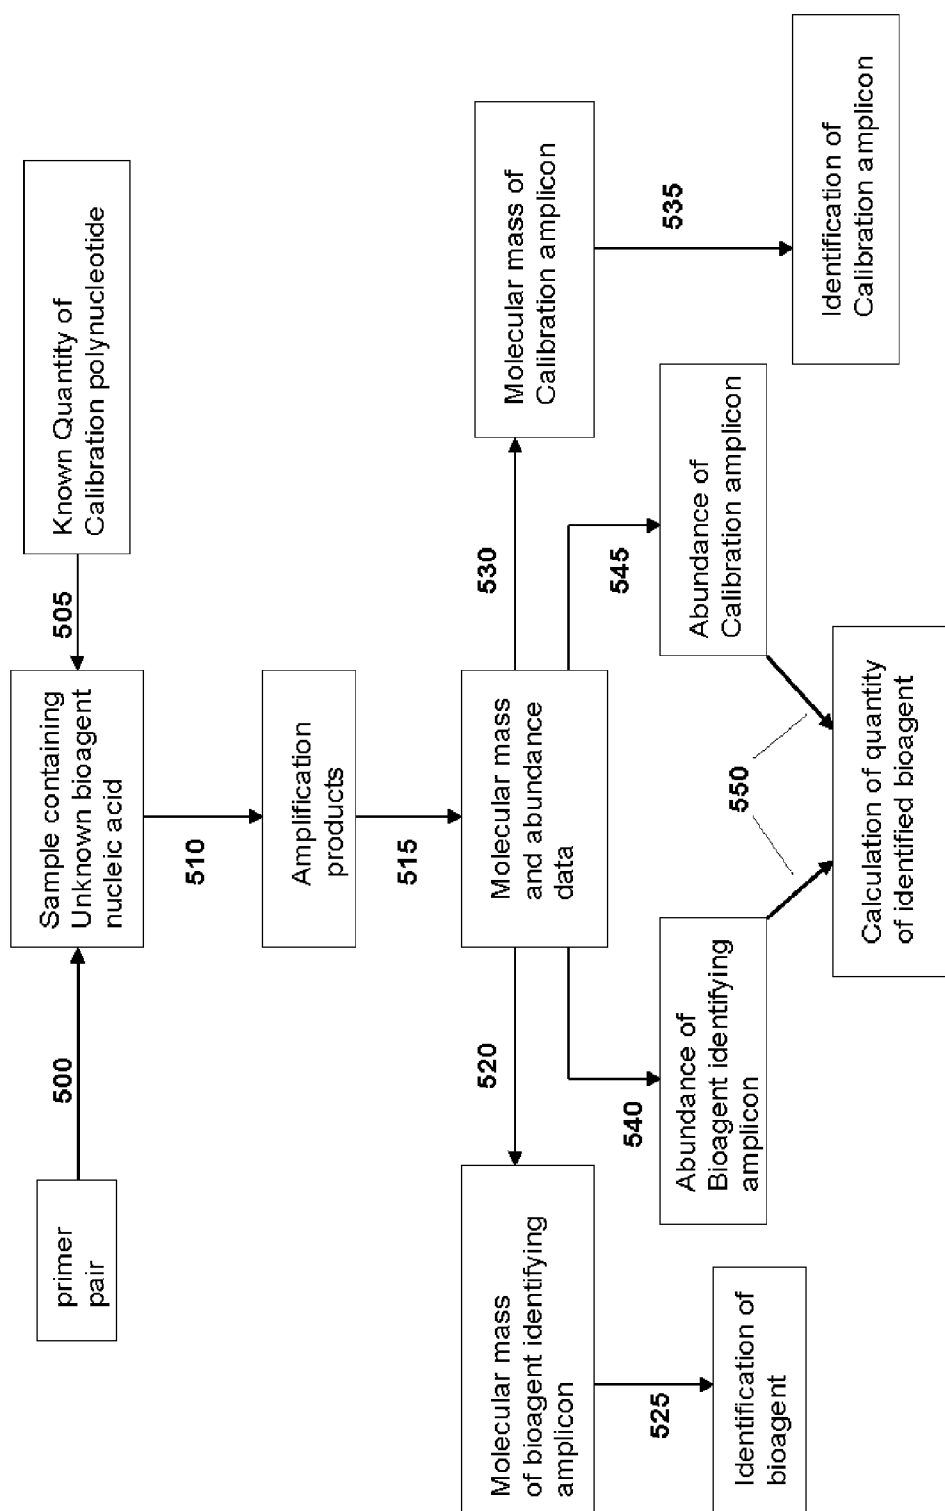 primer
pair
500
Sample containing
Unknown bioagent
nucleic acid
505
Known Quantity of
Calibration polynucleotide
510
Amplification
products
515
Molecular mass
and abundance
data
520
Molecular mass
of bioagent identifying
amplicon
525
Identification of
bioagent
530
Molecular mass of
Calibration amplicon
535
Identification of
Calibration amplicon
540
Abundance of
Bioagent identifying
amplicon
545
Abundance of
Calibration amplicon
550
Calculation of quantity
of identified bioagent